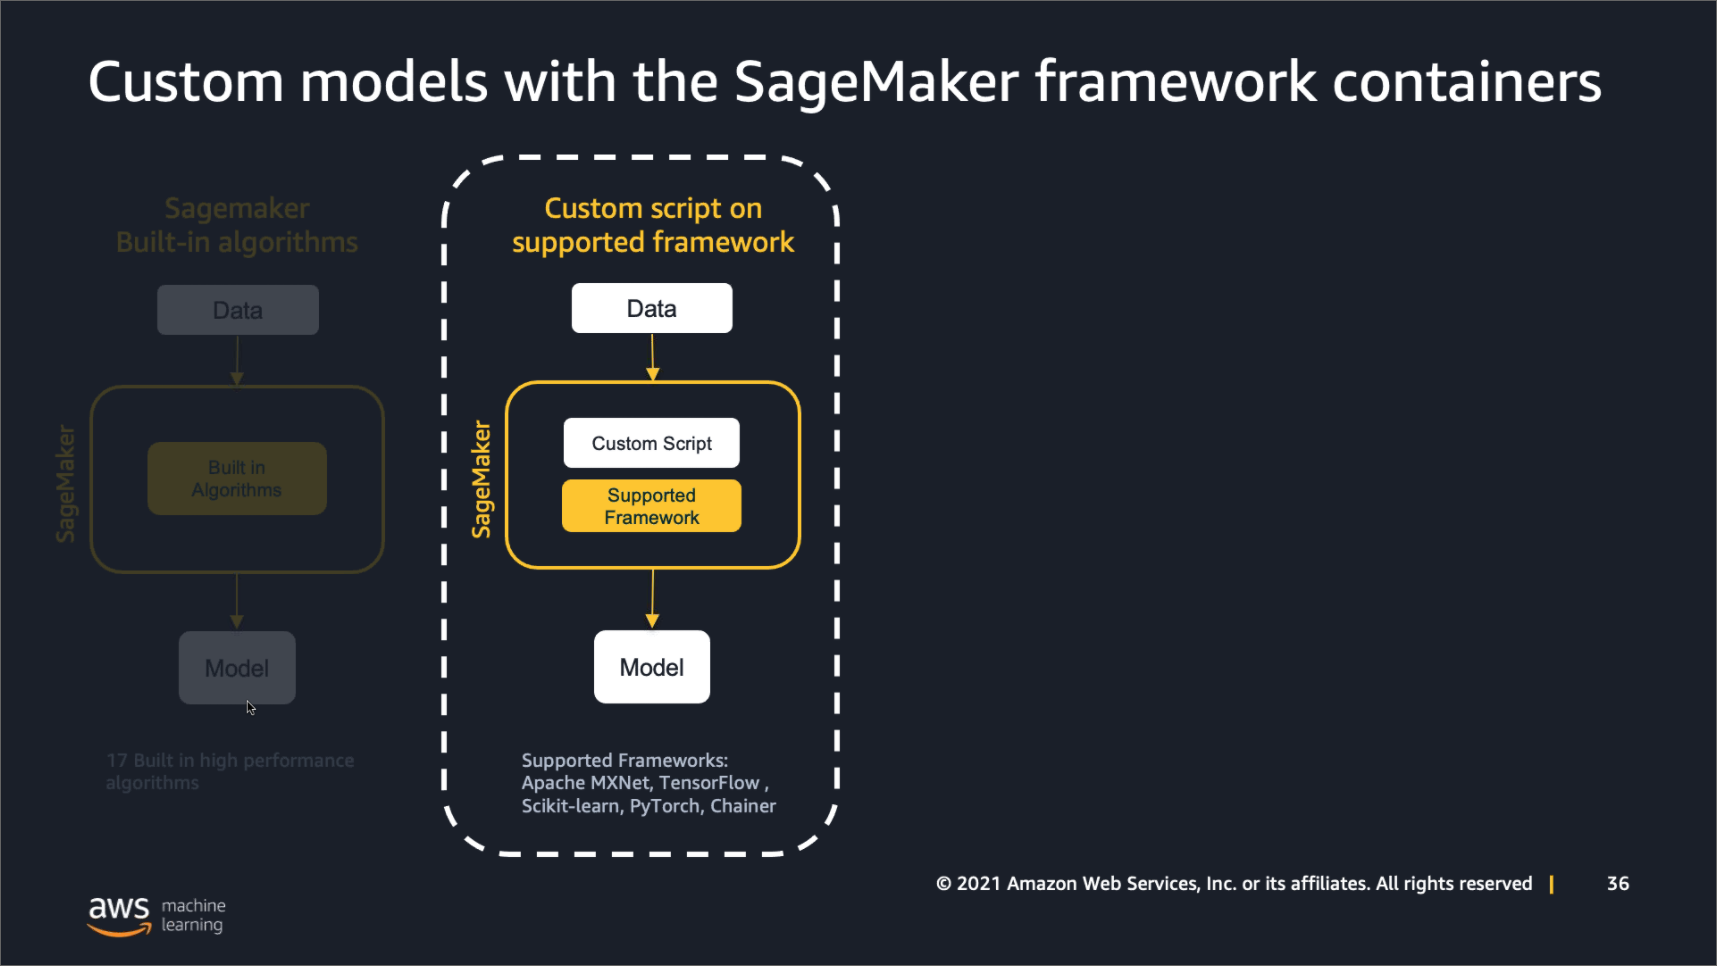 Custom models with the SageMaker framework containers
Sagemaker
Built-in algorithms
Data
SageMaker
Built in
Algorithms
Model
17 Built in high performance
algorithms
Custom script on
supported framework
Data
SageMaker
Custom Script
Supported
Framework
Model
Supported Frameworks:
Apache MXNet, TensorFlow ,
Scikit-learn, PyTorch, Chainer
© 2021 Amazon Web Services, Inc. or its affiliates. All rights reserved | 36
aws machine
learning